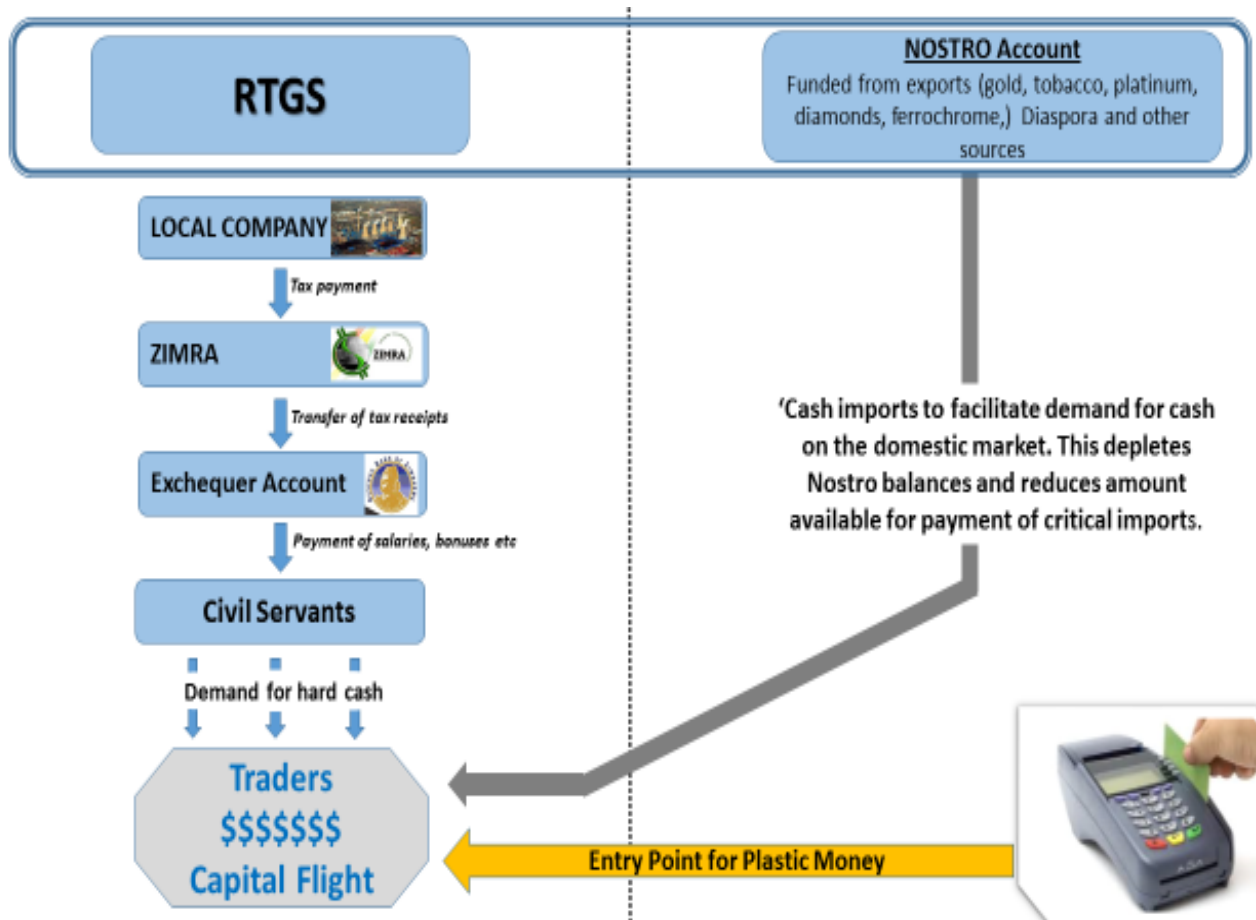 RTGS
NOSTRO Account
Funded from exports (gold, tobacco, platinum,
diamonds, ferrochrome,) Diaspora and other
sources
LOCAL COMPANY
Tax payment
ZIMRA
ZIMRA
Transfer of tax receipts
Exchequer Account
Payment of salaries, bonuses etc
Civil Servants
Demand for hard cash
'Cash imports to facilitate demand for cash
on the domestic market. This depletes
Nostro balances and reduces amount
available for payment of critical imports.
Traders
$$$$$$$
Capital Flight
Entry Point for Plastic Money